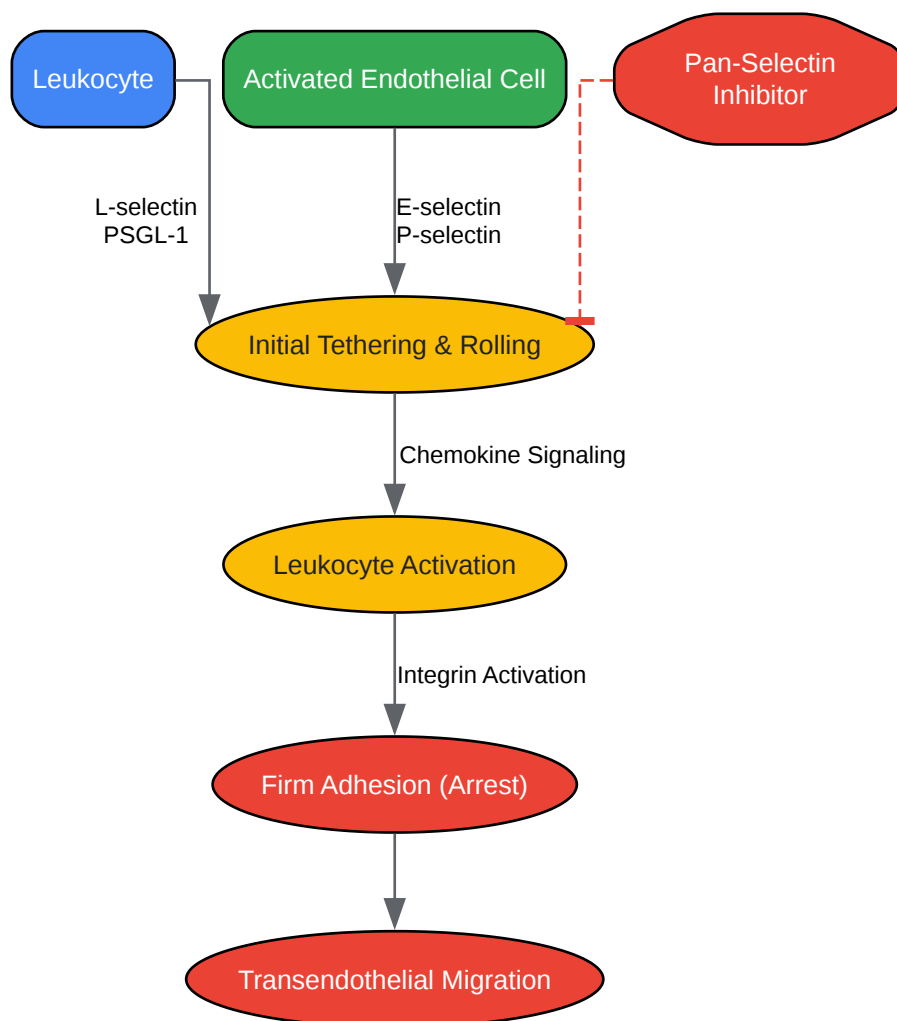 Leukocyte
Activated Endothelial Cell
Pan-Selectin
Inhibitor
L-selectin
PSGL-1
E-selectin
P-selectin
Initial Tethering & Rolling
Chemokine Signaling
Leukocyte Activation
Integrin Activation
Firm Adhesion (Arrest)
Transendothelial Migration